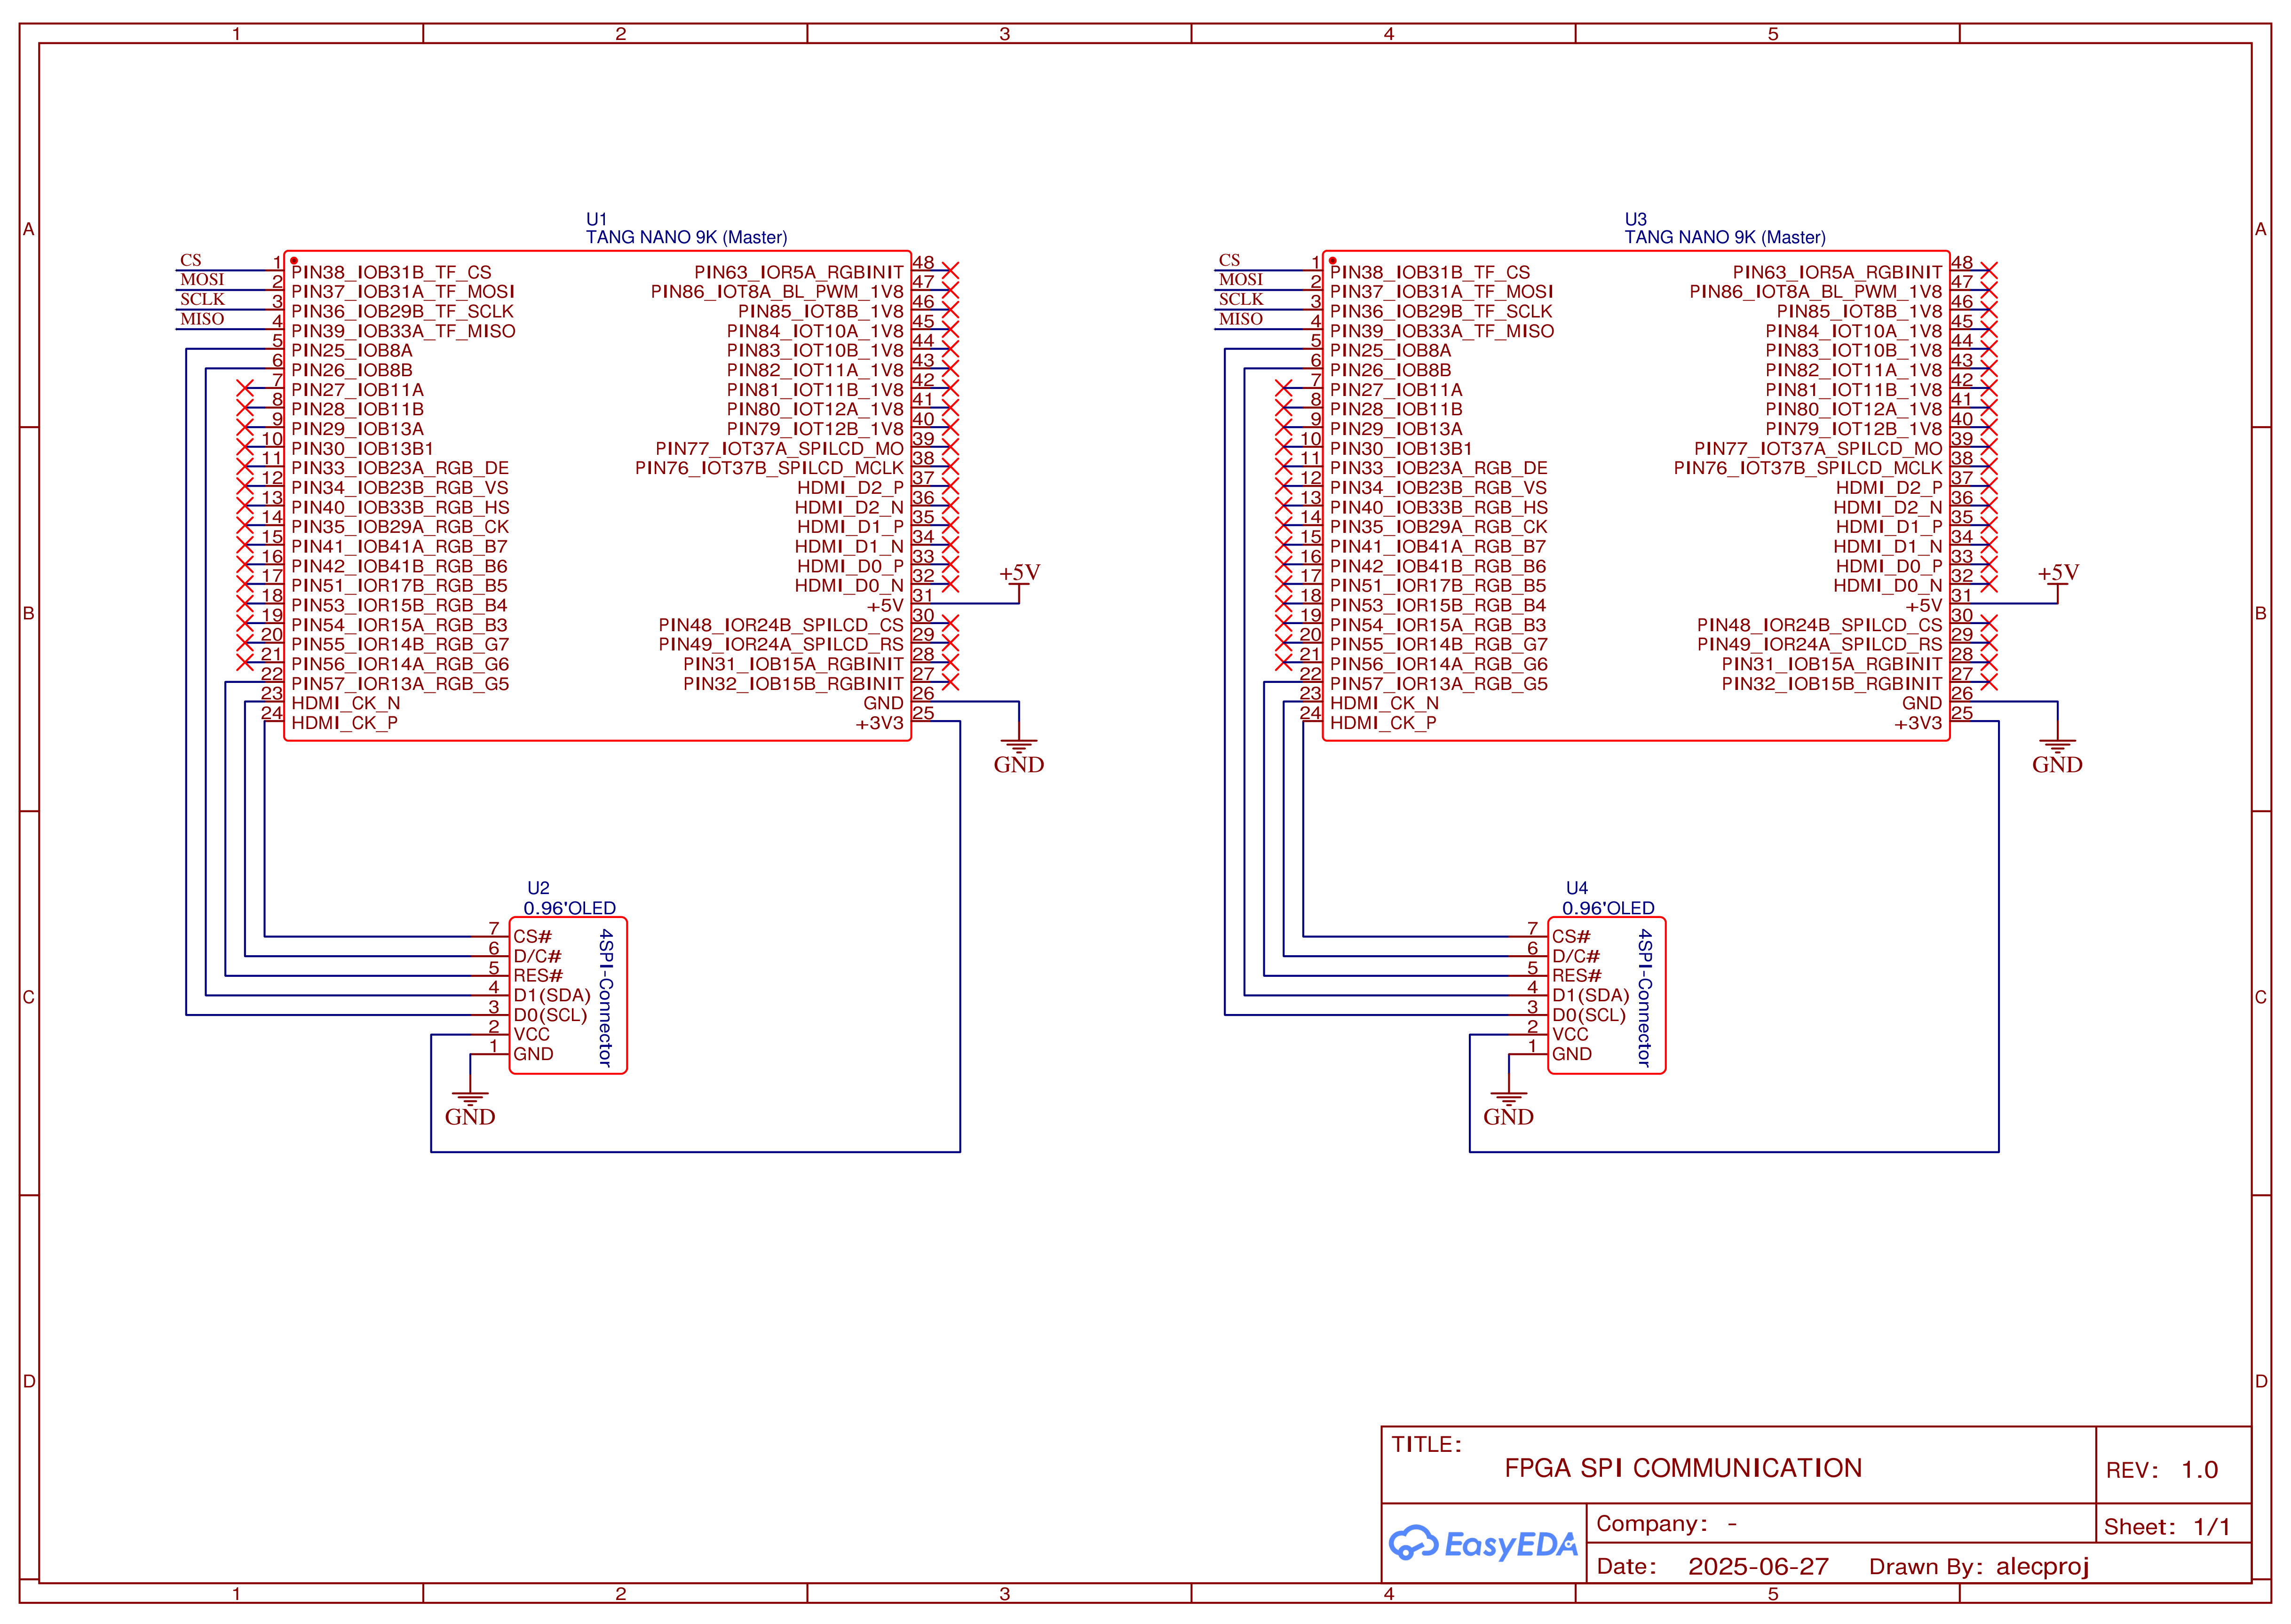 1 2 3 4 5
A A
B B
C C
D D
U1
TANG NANO 9K (Master)
CS 1 PIN38_IOB31B_TF_CS
MOSI 2 PIN37_IOB31A_TF_MOSI
SCLK 3 PIN36_IOB29B_TF_SCLK
MISO 4 PIN39_IOB33A_TF_MISO
5 PIN25_IOB8A
6 PIN26_IOB8B
7 PIN27_IOB11A
8 PIN28_IOB11B
9 PIN29_IOB13A
10 PIN30_IOB13B1
11 PIN33_IOB23A_RGB_DE
12 PIN34_IOB23B_RGB_VS
13 PIN40_IOB33B_RGB_HS
14 PIN35_IOB29A_RGB_CK
15 PIN41_IOB41A_RGB_B7
16 PIN42_IOB41B_RGB_B6
17 PIN51_IOR17B_RGB_B5
18 PIN53_IOR15B_RGB_B4
19 PIN54_IOR15A_RGB_B3
20 PIN55_IOR14B_RGB_G7
21 PIN56_IOR14A_RGB_G6
22 PIN57_IOR13A_RGB_G5
23 HDMI_CK_N
24 HDMI_CK_P
PIN63_IOR5A_RGBINIT 48
PIN86_IOT8A_BL_PWM_1V8 47
PIN85_IOT8B_1V8 46
PIN84_IOT10A_1V8 45
PIN83_IOT10B_1V8 44
PIN82_IOT11A_1V8 43
PIN81_IOT11B_1V8 42
PIN80_IOT12A_1V8 41
PIN79_IOT12B_1V8 40
PIN77_IOT37A_SPILCD_MO 39
PIN76_IOT37B_SPILCD_MCLK 38
HDMI_D2_P 37
HDMI_D2_N 36
HDMI_D1_P 35
HDMI_D1_N 34
HDMI_D0_P 33
HDMI_D0_N 32
+5V 31 +5V
PIN48_IOR24B_SPILCD_CS 30
PIN49_IOR24A_SPILCD_RS 29
PIN31_IOB15A_RGBINIT 28
PIN32_IOB15B_RGBINIT 27
GND 26
+3V3 25
GND
U2
0.96'OLED
7 CS#
6 D/C#
5 RES#
4 D1(SDA)
3 D0(SCL)
2 VCC
1 GND
4SPI-Connector
GND
U3
TANG NANO 9K (Master)
CS 1 PIN38_IOB31B_TF_CS
MOSI 2 PIN37_IOB31A_TF_MOSI
SCLK 3 PIN36_IOB29B_TF_SCLK
MISO 4 PIN39_IOB33A_TF_MISO
5 PIN25_IOB8A
6 PIN26_IOB8B
7 PIN27_IOB11A
8 PIN28_IOB11B
9 PIN29_IOB13A
10 PIN30_IOB13B1
11 PIN33_IOB23A_RGB_DE
12 PIN34_IOB23B_RGB_VS
13 PIN40_IOB33B_RGB_HS
14 PIN35_IOB29A_RGB_CK
15 PIN41_IOB41A_RGB_B7
16 PIN42_IOB41B_RGB_B6
17 PIN51_IOR17B_RGB_B5
18 PIN53_IOR15B_RGB_B4
19 PIN54_IOR15A_RGB_B3
20 PIN55_IOR14B_RGB_G7
21 PIN56_IOR14A_RGB_G6
22 PIN57_IOR13A_RGB_G5
23 HDMI_CK_N
24 HDMI_CK_P
PIN63_IOR5A_RGBINIT 48
PIN86_IOT8A_BL_PWM_1V8 47
PIN85_IOT8B_1V8 46
PIN84_IOT10A_1V8 45
PIN83_IOT10B_1V8 44
PIN82_IOT11A_1V8 43
PIN81_IOT11B_1V8 42
PIN80_IOT12A_1V8 41
PIN79_IOT12B_1V8 40
PIN77_IOT37A_SPILCD_MO 39
PIN76_IOT37B_SPILCD_MCLK 38
HDMI_D2_P 37
HDMI_D2_N 36
HDMI_D1_P 35
HDMI_D1_N 34
HDMI_D0_P 33
HDMI_D0_N 32
+5V 31 +5V
PIN48_IOR24B_SPILCD_CS 30
PIN49_IOR24A_SPILCD_RS 29
PIN31_IOB15A_RGBINIT 28
PIN32_IOB15B_RGBINIT 27
GND 26
+3V3 25
GND
U4
0.96'OLED
7 CS#
6 D/C#
5 RES#
4 D1(SDA)
3 D0(SCL)
2 VCC
1 GND
4SPI-Connector
GND
TITLE:
FPGA SPI COMMUNICATION
REV: 1.0
EasyEDA
Company: -
Sheet: 1/1
Date: 2025-06-27 Drawn By: alecproj
1 2 3 4 5